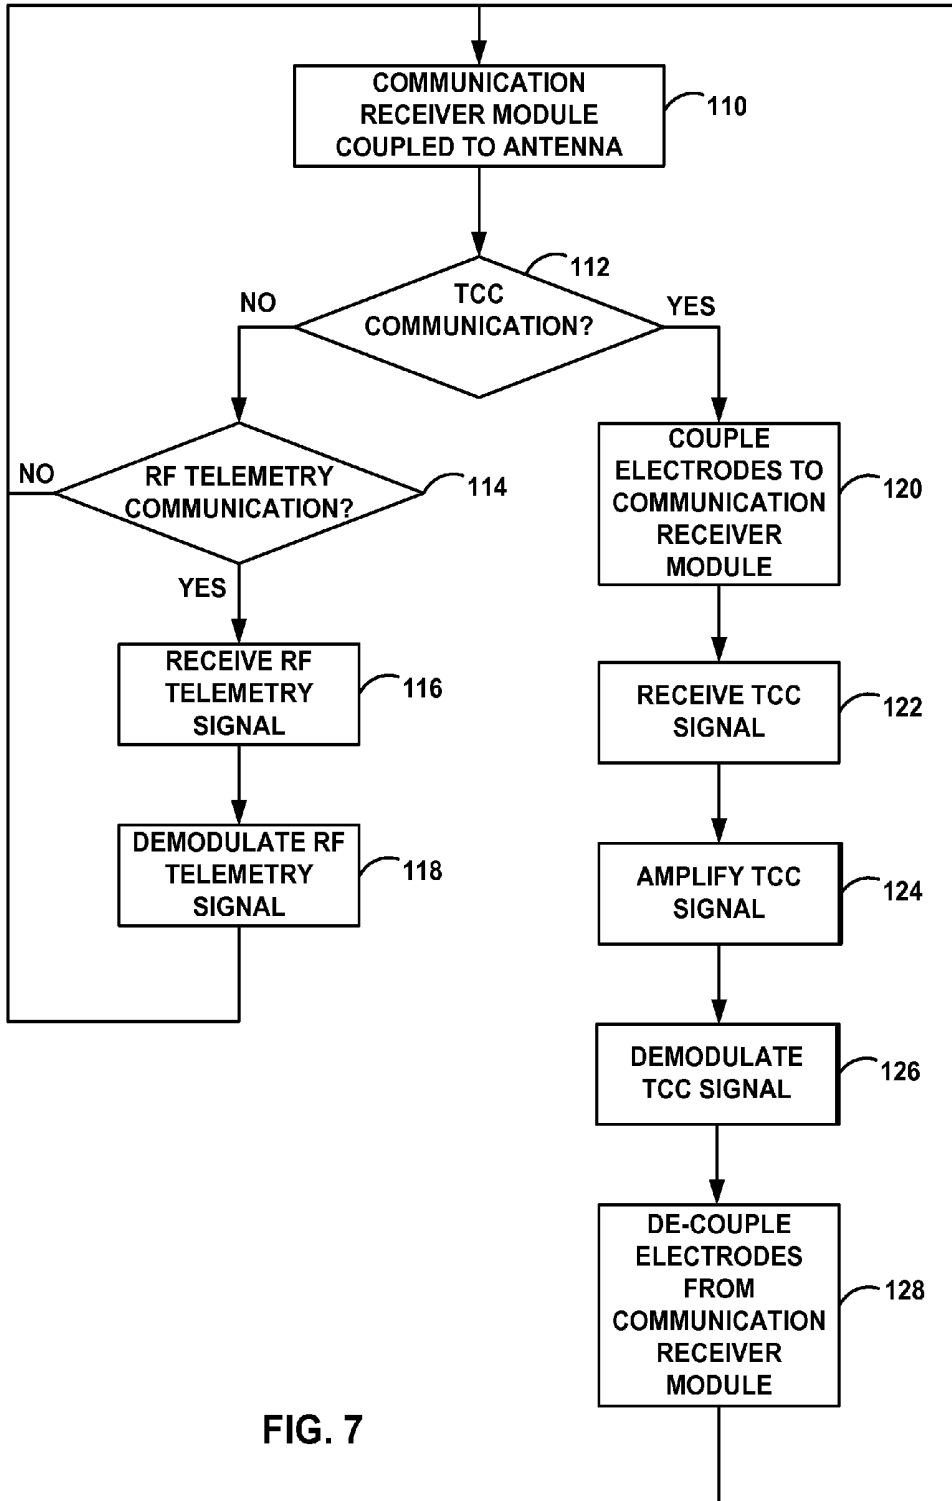 COMMUNICATION
RECEIVER MODULE
COUPLED TO ANTENNA
110
112
TCC
COMMUNICATION?
NO
YES
RF TELEMETRY
COMMUNICATION?
114
NO
YES
COUPLE
ELECTRODES TO
COMMUNICATION
RECEIVER
MODULE
120
RECEIVE RF
TELEMETRY
SIGNAL
116
RECEIVE TCC
SIGNAL
122
DEMODULATE RF
TELEMETRY
SIGNAL
118
AMPLIFY TCC
SIGNAL
124
DEMODULATE
TCC SIGNAL
126
DE-COUPLE
ELECTRODES
FROM
COMMUNICATION
RECEIVER
MODULE
128
FIG. 7